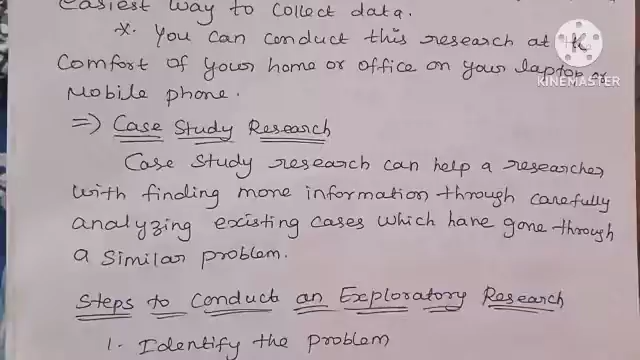 easiest way to collect data.
*. You can conduct this research at
comfort of your home or office on your laptop or
mobile phone.
=> Case Study Research
Case study research can help a researcher
with finding more information through carefully
analyzing existing cases which have gone through
a similar problem.
Steps to Conduct an Exploratory Research
1. Identify the problem
KINEMASTER